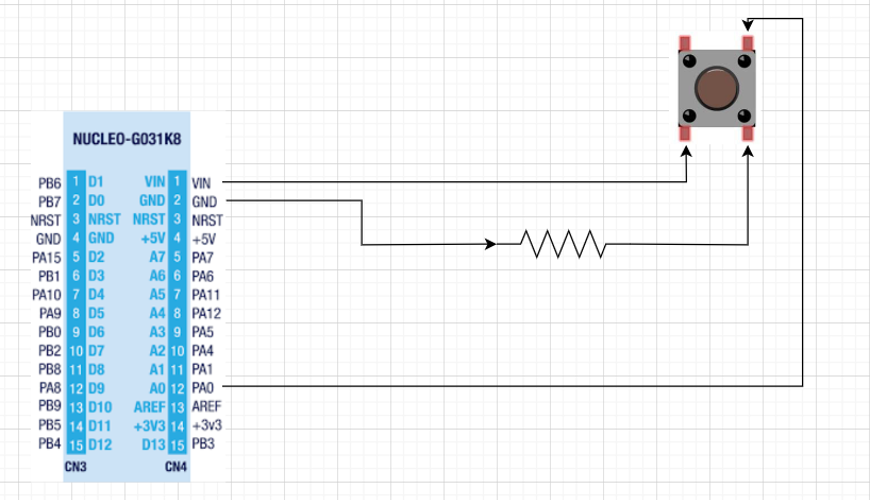 NUCLEO-G031K8
PB6 1 D1 VIN 1 VIN
PB7 2 D0 GND 2 GND
NRST 3 NRST NRST 3 NRST
GND 4 GND +5V 4 +5V
PA15 5 D2 A7 5 PA7
PB1 6 D3 A6 6 PA6
PA10 7 D4 A5 7 PA11
PA9 8 D5 A4 8 PA12
PB0 9 D6 A3 9 PA5
PB2 10 D7 A2 10 PA4
PB8 11 D8 A1 11 PA1
PA8 12 D9 A0 12 PA0
PB9 13 D10 AREF 13 AREF
PB5 14 D11 +3V3 14 +3v3
PB4 15 D12 D13 15 PB3
CN3 CN4